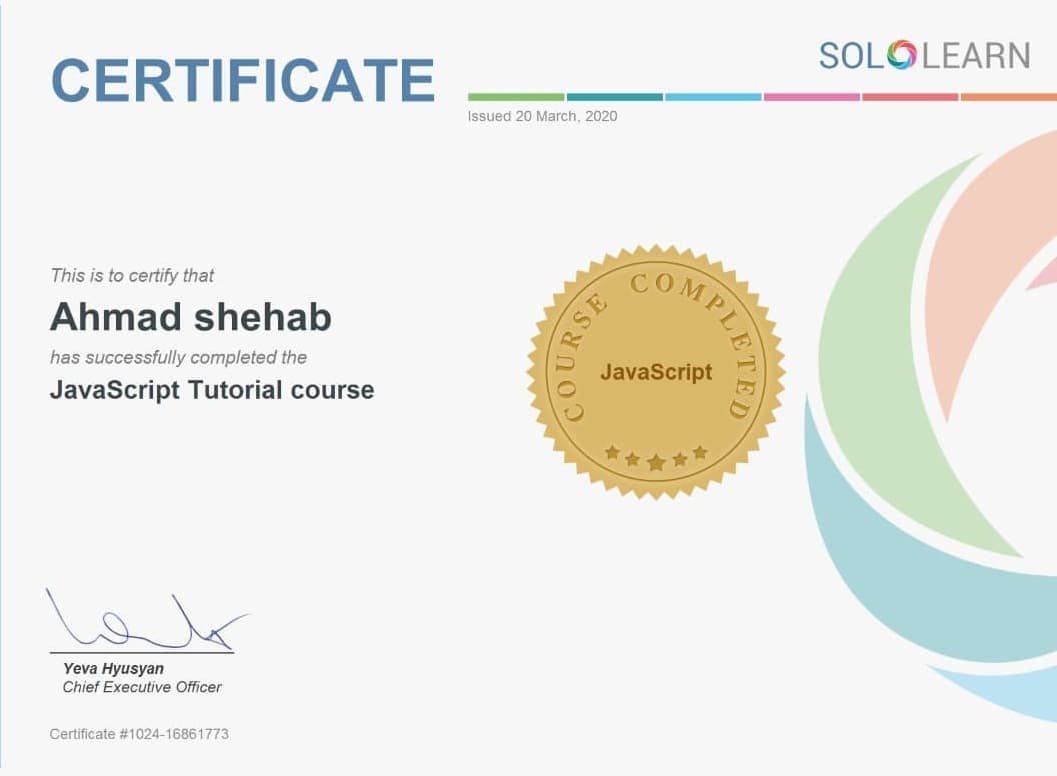 CERTIFICATE
SOLOLEARN
Issued 20 March, 2020
This is to certify that
Ahmad shehab
has successfully completed the
JavaScript Tutorial course
COURSE COMPLETED
JavaScript
Yeva Hyusyan
Chief Executive Officer
Certificate #1024-16861773